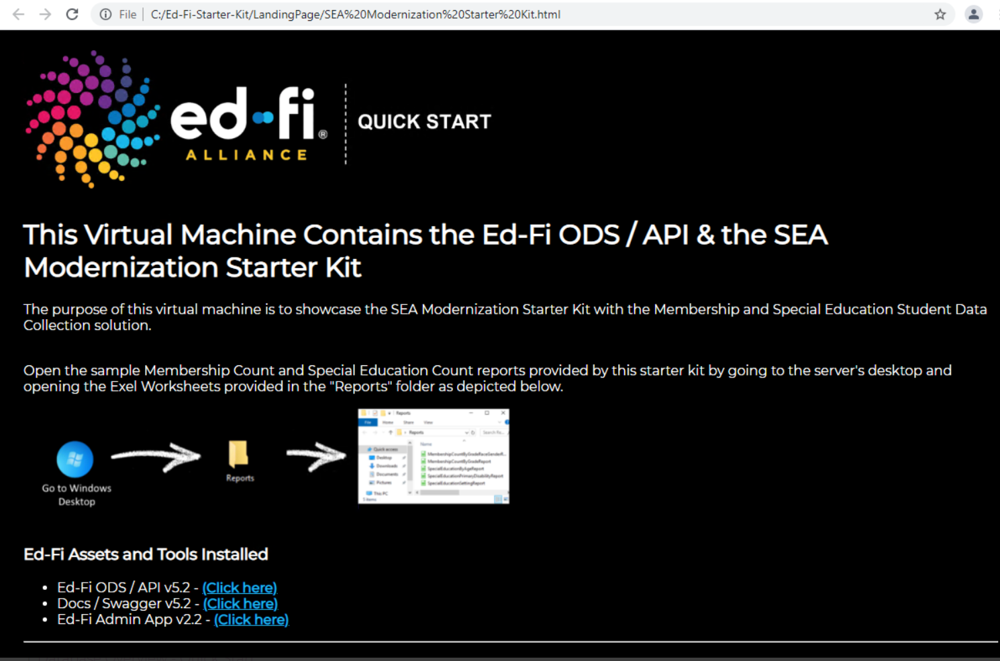 File | C:/Ed-Fi-Starter-Kit/LandingPage/SEA%20Modernization%20Starter%20Kit.html
ed-fi®
ALLIANCE
QUICK START
This Virtual Machine Contains the Ed-Fi ODS / API & the SEA
Modernization Starter Kit
The purpose of this virtual machine is to showcase the SEA Modernization Starter Kit with the Membership and Special Education Student Data
Collection solution.
Open the sample Membership Count and Special Education Count reports provided by this starter kit by going to the server's desktop and
opening the Exel Worksheets provided in the "Reports" folder as depicted below.
Go to Windows
Desktop
Reports
Reports
File Home Share View
Reports
Search Re...
Quick access
Desktop
Downloads
Documents
Pictures
This PC
5 items
Name
MembershipCountByGradeRaceGenderR...
MembershipCountByGradeReport
SpecialEducationByAgeReport
SpecialEducationPrimaryDisabilityReport
SpecialEducationSettingReport
Ed-Fi Assets and Tools Installed
• Ed-Fi ODS / API v5.2 - (Click here)
• Docs / Swagger v5.2 - (Click here)
• Ed-Fi Admin App v2.2 - (Click here)